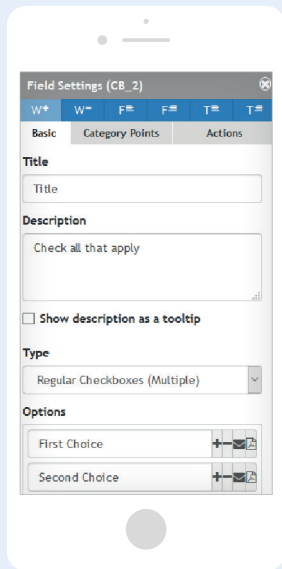 Field Settings (CB_2)
W+ W- F F T T
Basic Category Points Actions
Title
Title
Description
Check all that apply
Show description as a tooltip
Type
Regular Checkboxes (Multiple)
Options
First Choice
Second Choice